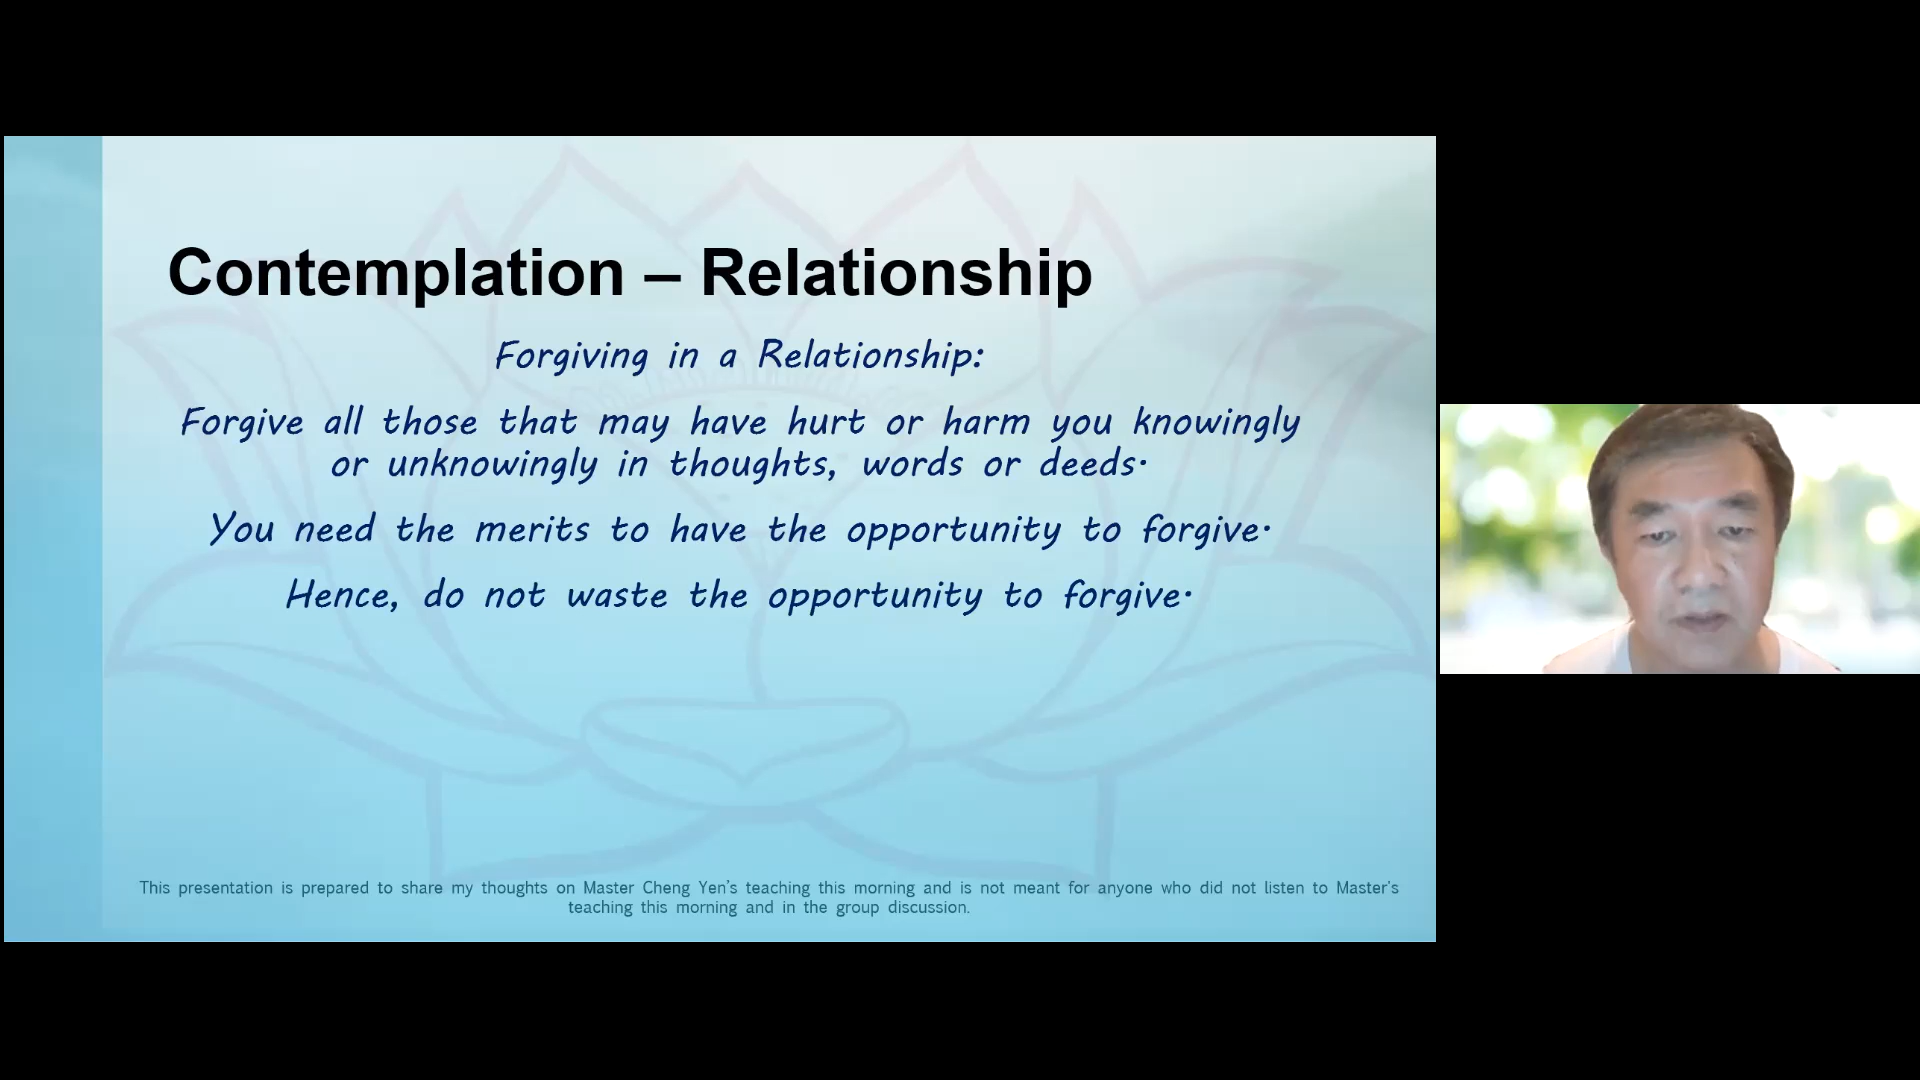 Contemplation – Relationship
Forgiving in a Relationship:
Forgive all those that may have hurt or harm you knowingly
or unknowingly in thoughts, words or deeds.
You need the merits to have the opportunity to forgive.
Hence, do not waste the opportunity to forgive.
This presentation is prepared to share my thoughts on Master Cheng Yen's teaching this morning and is not meant for anyone who did not listen to Master's
teaching this morning and in the group discussion.